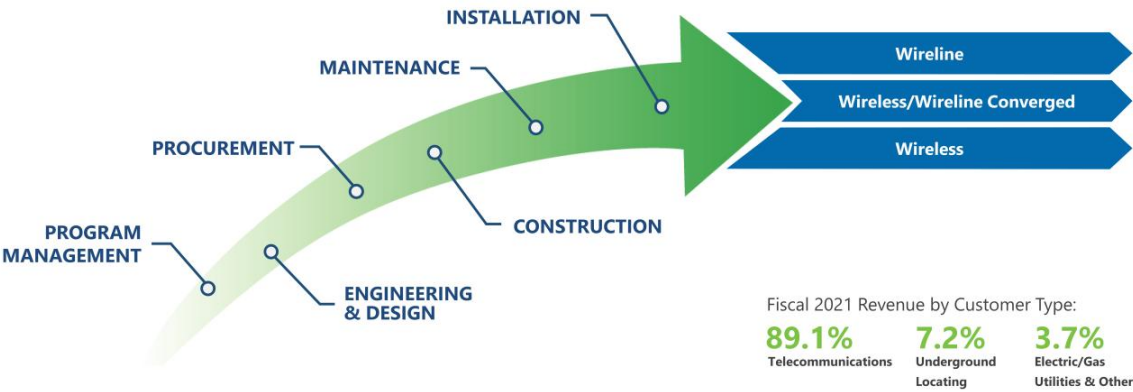 INSTALLATION
MAINTENANCE
PROCUREMENT
PROGRAM
MANAGEMENT
CONSTRUCTION
ENGINEERING
& DESIGN
Wireline
Wireless/Wireline Converged
Wireless
Fiscal 2021 Revenue by Customer Type:
89.1%
Telecommunications
7.2%
Underground
Locating
3.7%
Electric/Gas
Utilities & Other